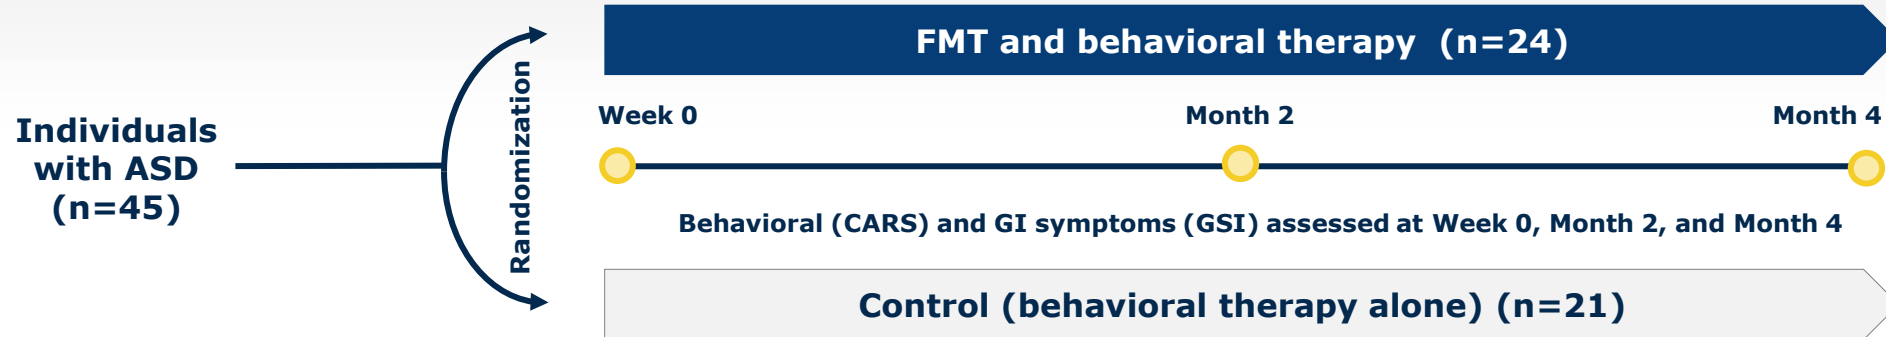 FMT and behavioral therapy (n=24)
Individuals
with ASD
(n=45)
Randomization
Week 0
Month 2
Month 4
Behavioral (CARS) and GI symptoms (GSI) assessed at Week 0, Month 2, and Month 4
Control (behavioral therapy alone) (n=21)